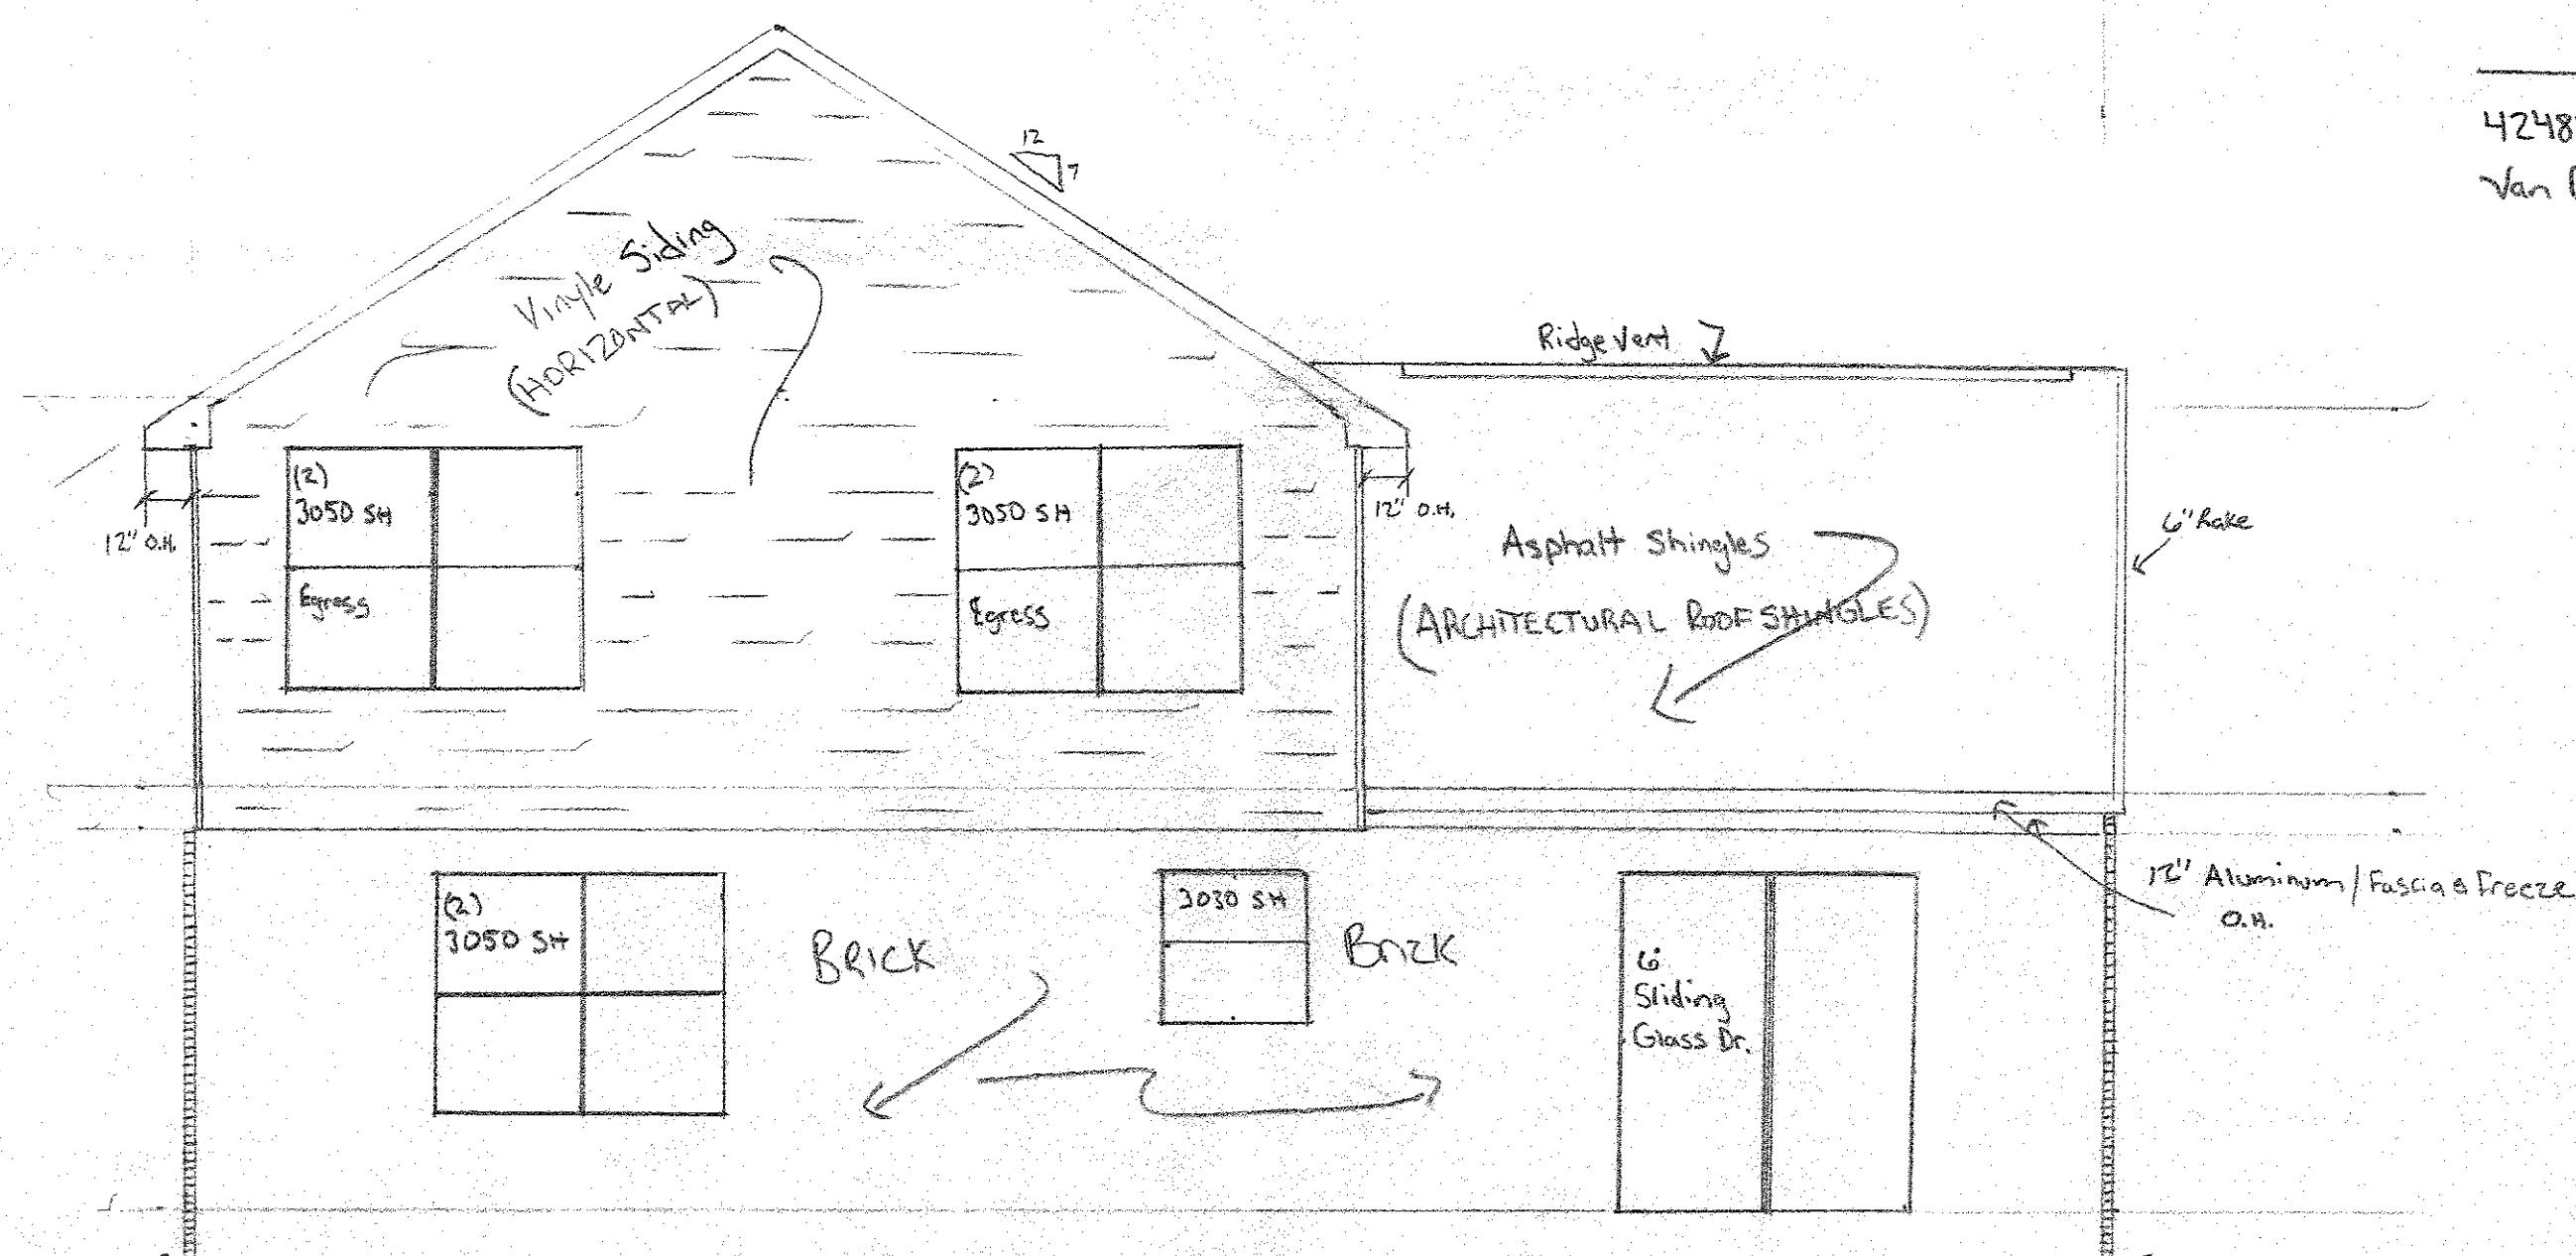 12
7
4248
Van
Vinyle Siding
(HORIZONTAL)
Ridge Vent
(2)
3050 SH
Egress
(2)
3050 SH
Egress
12" O.H.
12" O.H.
Asphalt Shingles
(ARCHITECTURAL ROOF SHINGLES)
6" Rake
12" Aluminum / Fascia & Freeze
O.H.
(2)
3050 SH
BRICK
3030 SH
Brick
6'
Sliding
Glass Dr.